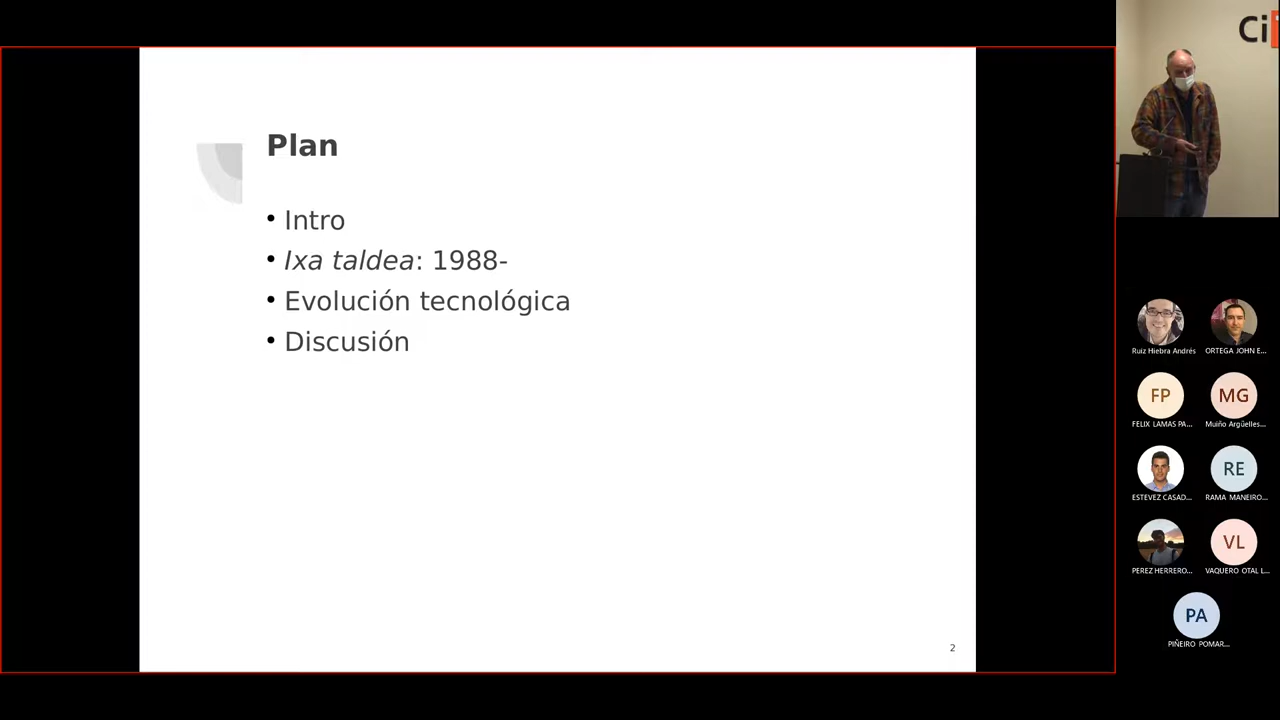 Plan
• Intro
• Ixa taldea: 1988-
• Evolución tecnológica
• Discusión
2
Ci
Ruiz Hiebra Andrés
ORTEGA JOHN E...
FP
MG
FELIX LAMAS PA...
Muiño Argüelles...
RE
ESTEVEZ CASAD...
RAMA MANEIRO...
VL
PEREZ HERRERO...
VAQUERO OTAL L...
PA
PIÑEIRO POMAR...